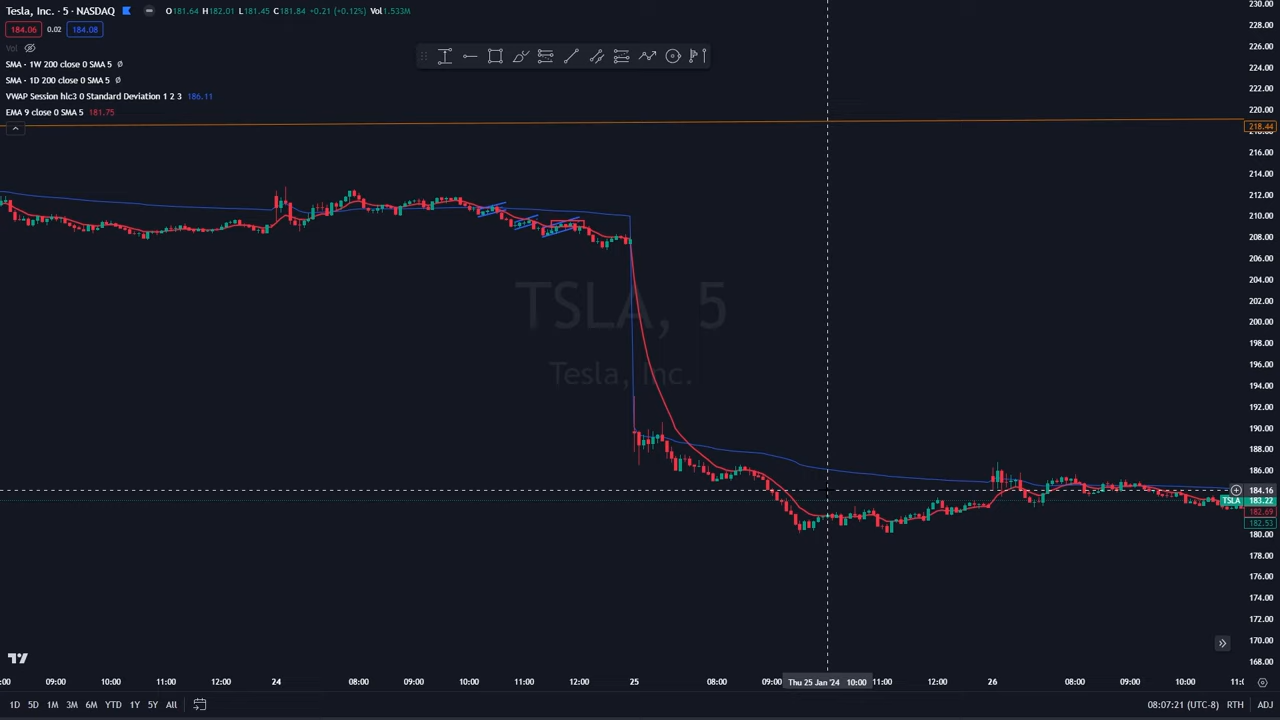 Tesla, Inc. · 5 · NASDAQ O181.64 H182.01 L181.45 C181.84 +0.21 (+0.12%) Vol1.533M
184.06 0.02 184.08
Vol
SMA · 1W 200 close 0 SMA 5 Ø
SMA · 1D 200 close 0 SMA 5 Ø
VWAP Session hlc3 0 Standard Deviation 1 2 3 186.11
EMA 9 close 0 SMA 5 181.75
230.00
228.00
226.00
224.00
222.00
220.00
218.44
218.00
216.00
214.00
212.00
210.00
208.00
206.00
204.00
202.00
200.00
198.00
196.00
194.00
192.00
190.00
188.00
186.00
184.16
TSLA 183.22
182.69
182.53
180.00
178.00
176.00
174.00
172.00
170.00
168.00
TSLA, 5
Tesla, Inc.
:00 09:00 10:00 11:00 12:00 24 08:00 09:00 10:00 11:00 12:00 25 08:00 09:00 Thu 25 Jan '24 10:00 11:00 12:00 26 08:00 09:00 10:00 11:0
1D 5D 1M 3M 6M YTD 1Y 5Y All 08:07:21 (UTC-8) RTH ADJ